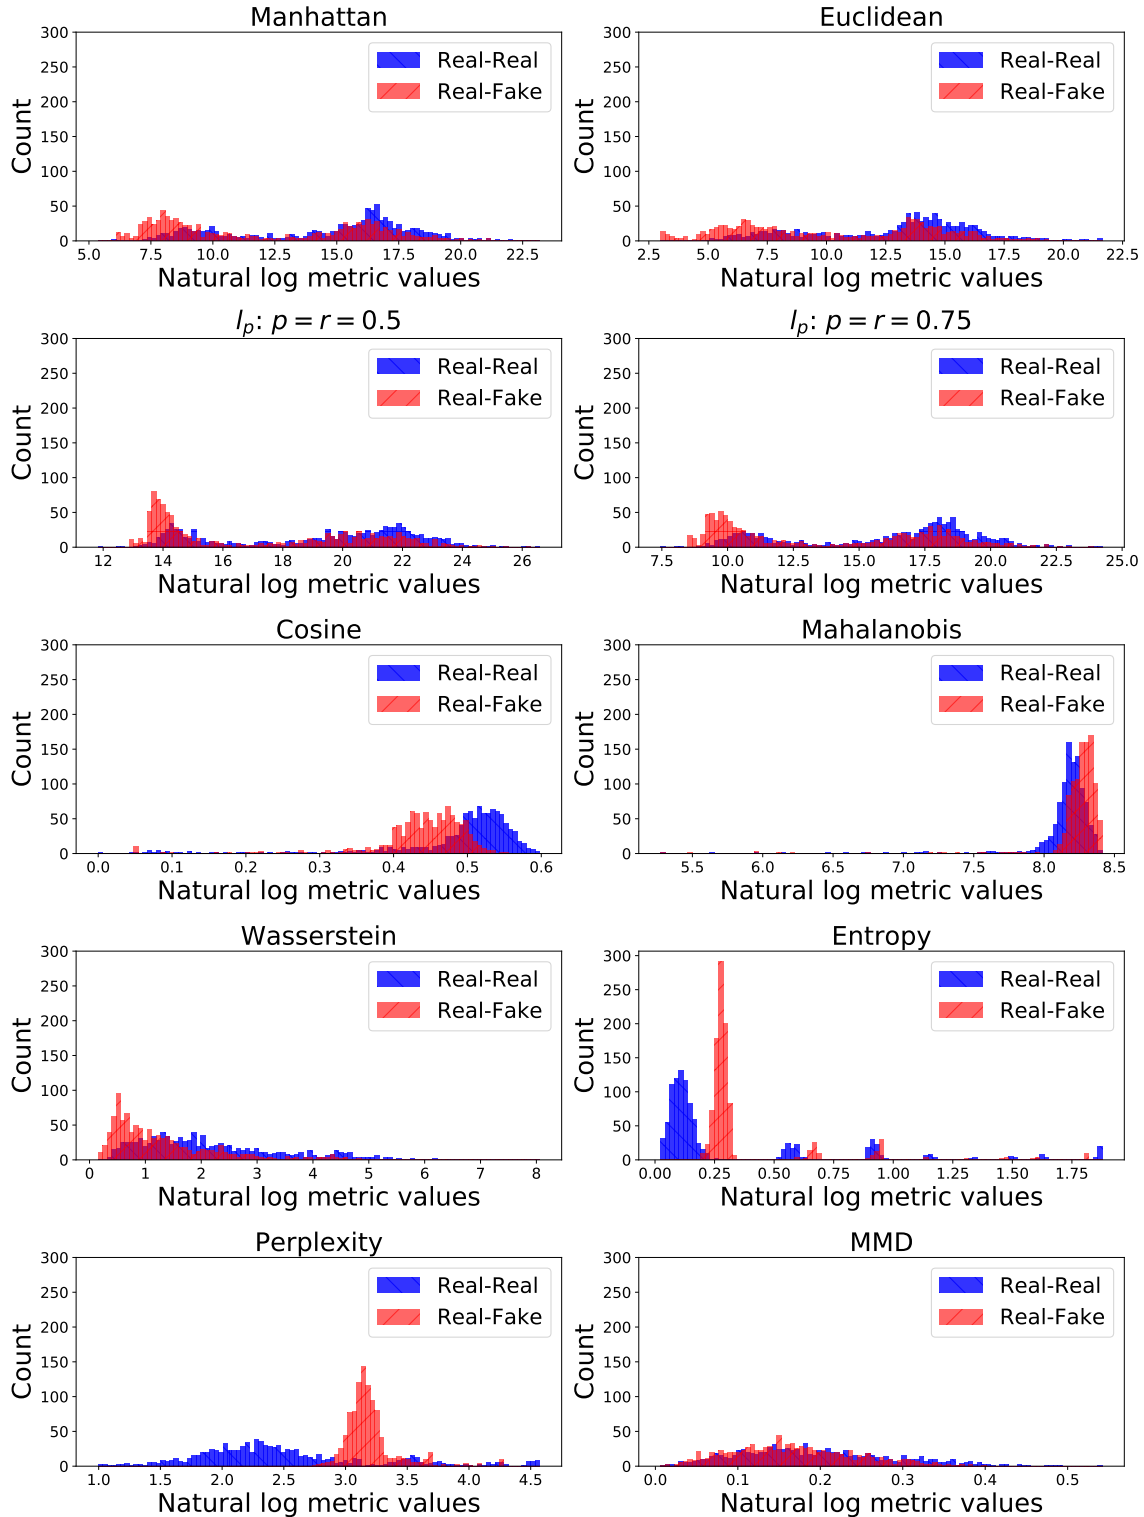 Manhattan
300
250
200
150
100
50
0
Count
Real-Real
Real-Fake
5.0 7.5 10.0 12.5 15.0 17.5 20.0 22.5
Natural log metric values
Euclidean
300
250
200
150
100
50
0
Count
Real-Real
Real-Fake
2.5 5.0 7.5 10.0 12.5 15.0 17.5 20.0 22.5
Natural log metric values
l_p: p = r = 0.5
300
250
200
150
100
50
0
Count
Real-Real
Real-Fake
12 14 16 18 20 22 24 26
Natural log metric values
l_p: p = r = 0.75
300
250
200
150
100
50
0
Count
Real-Real
Real-Fake
7.5 10.0 12.5 15.0 17.5 20.0 22.5 25.0
Natural log metric values
Cosine
300
250
200
150
100
50
0
Count
Real-Real
Real-Fake
0.0 0.1 0.2 0.3 0.4 0.5 0.6
Natural log metric values
Mahalanobis
300
250
200
150
100
50
0
Count
Real-Real
Real-Fake
5.5 6.0 6.5 7.0 7.5 8.0 8.5
Natural log metric values
Wasserstein
300
250
200
150
100
50
0
Count
Real-Real
Real-Fake
0 1 2 3 4 5 6 7 8
Natural log metric values
Entropy
300
250
200
150
100
50
0
Count
Real-Real
Real-Fake
0.00 0.25 0.50 0.75 1.00 1.25 1.50 1.75
Natural log metric values
Perplexity
300
250
200
150
100
50
0
Count
Real-Real
Real-Fake
1.0 1.5 2.0 2.5 3.0 3.5 4.0 4.5
Natural log metric values
MMD
300
250
200
150
100
50
0
Count
Real-Real
Real-Fake
0.0 0.1 0.2 0.3 0.4 0.5
Natural log metric values